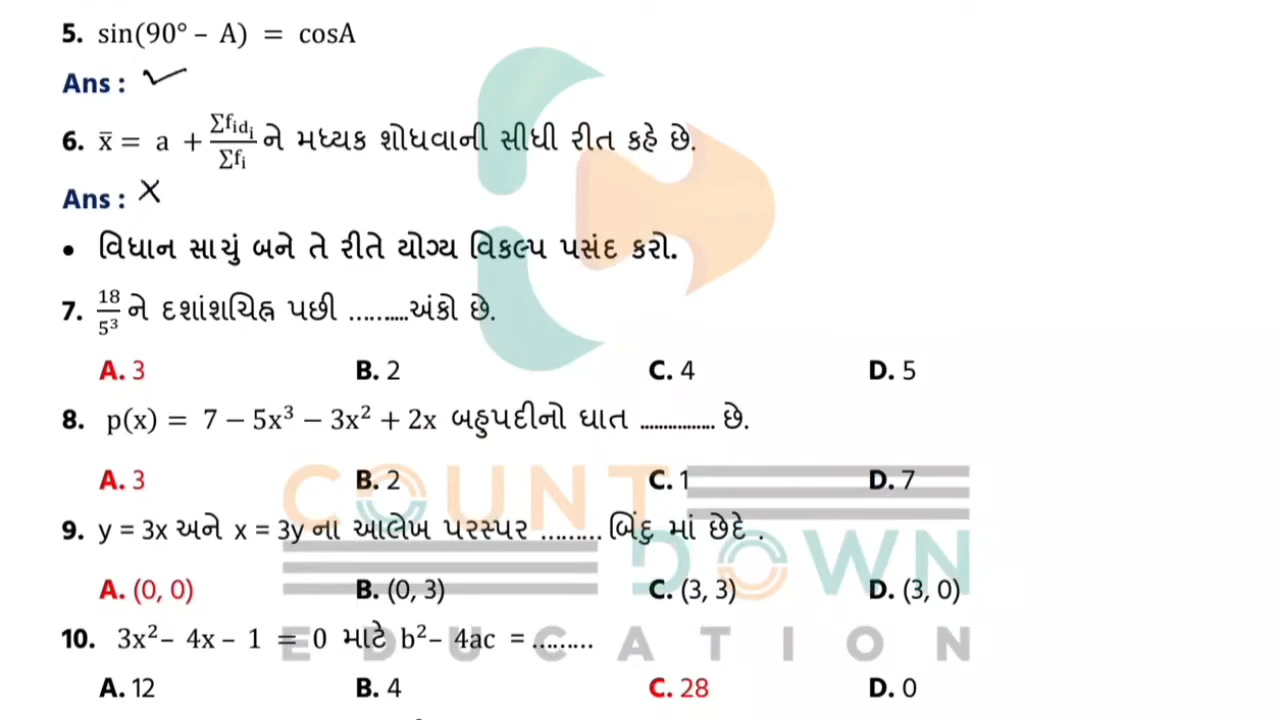 5. sin(90° – A) = cosA
Ans : ✓
6. x̄ = a + Σfᵢdᵢ/Σfᵢ ને મધ્યક શોધવાની સીધી રીત કહે છે.
Ans : X
• વિધાન સાચું બને તે રીતે યોગ્ય વિકલ્પ પસંદ કરો.
7. 18/5³ ને દશાંશચિહ્ન પછી ..........અંકો છે.
A. 3 B. 2 C. 4 D. 5
8. p(x) = 7 – 5x³ – 3x² + 2x બહુપદીનો ઘાત ................ છે.
A. 3 B. 2 C. 1 D. 7
9. y = 3x અને x = 3y ના આલેખ પરસ્પર ......... બિંદુ માં છેદે .
A. (0, 0) B. (0, 3) C. (3, 3) D. (3, 0)
10. 3x² – 4x – 1 = 0 માટે b² – 4ac = .........
A. 12 B. 4 C. 28 D. 0
COUNT
DOWN
EDUCATION